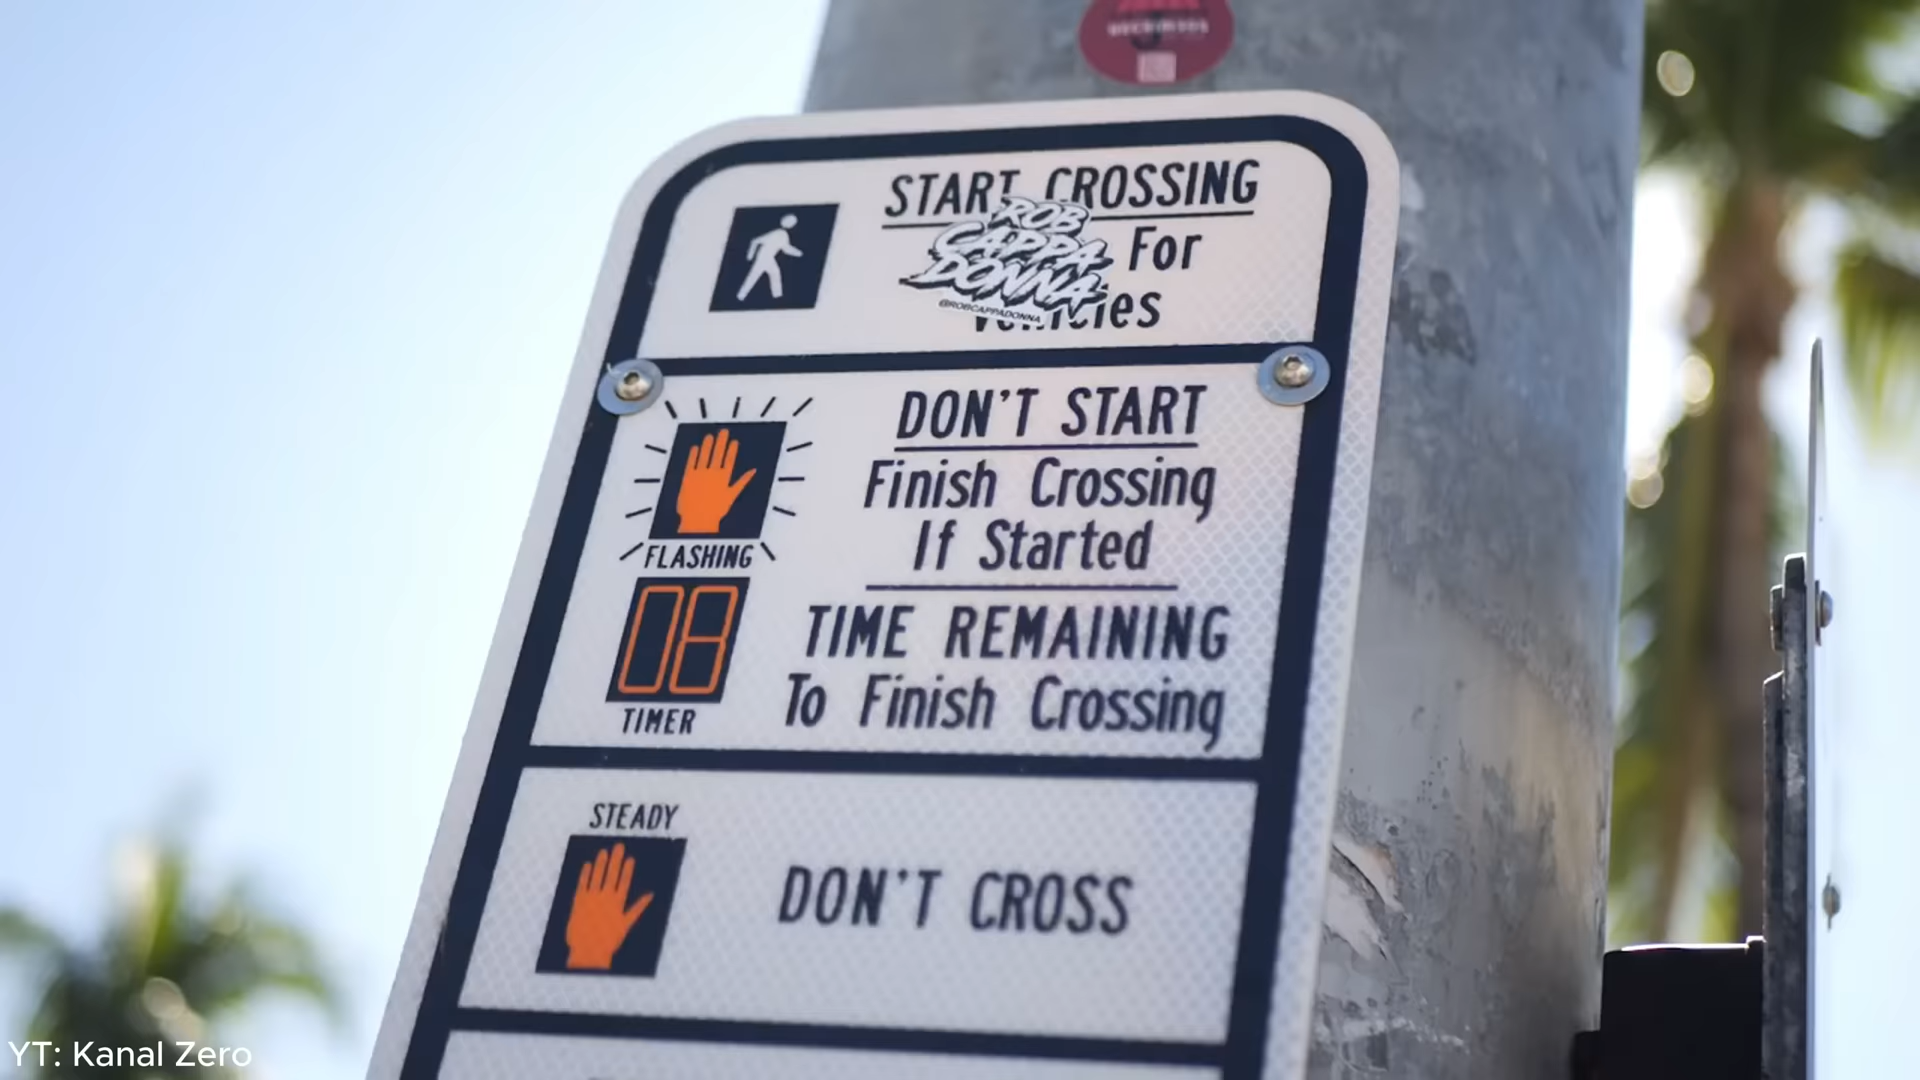 START CROSSING
For
ROB
CAPPA
DONNA
@ROBCAPPADONNA
Vehicles
DON'T START
Finish Crossing
If Started
FLASHING
08
TIME REMAINING
To Finish Crossing
TIMER
STEADY
DON'T CROSS
YT: Kanal Zero